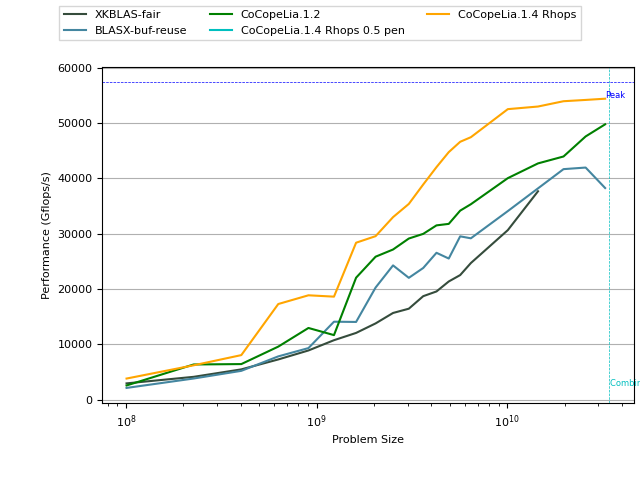 XKBLAS-fair
BLASX-buf-reuse
CoCopeLia.1.2
CoCopeLia.1.4 Rhops 0.5 pen
CoCopeLia.1.4 Rhops
60000
50000
40000
30000
20000
10000
0
Performance (Gflops/s)
Peak
Combin
10⁸
10⁹
10¹⁰
Problem Size